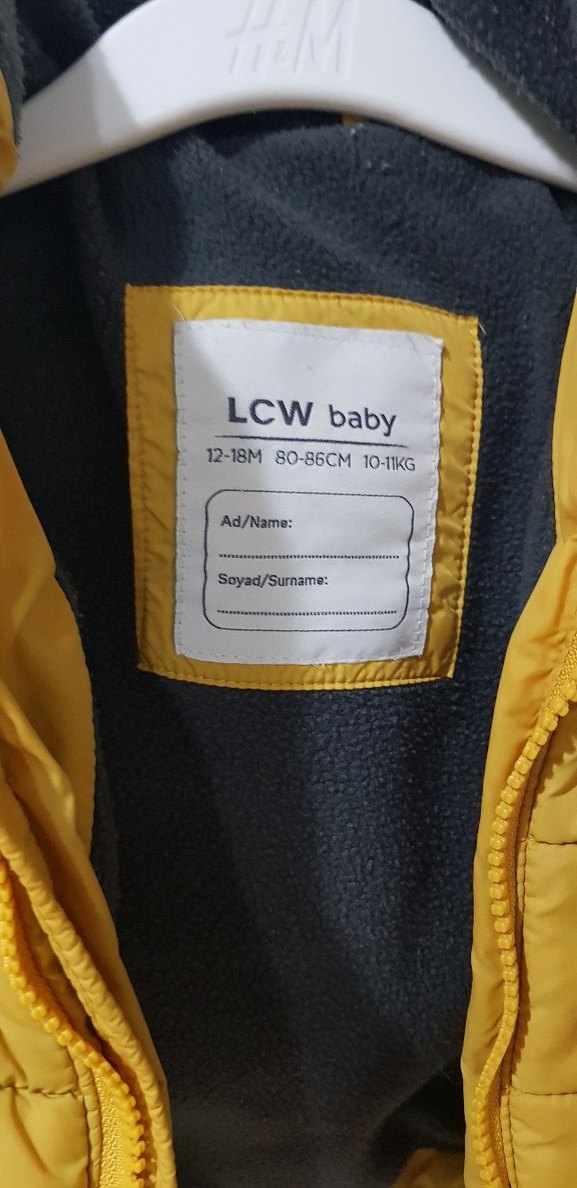 H&M
LCW baby
12-18M 80-86CM 10-11KG
Ad/Name:
Soyad/Surname: